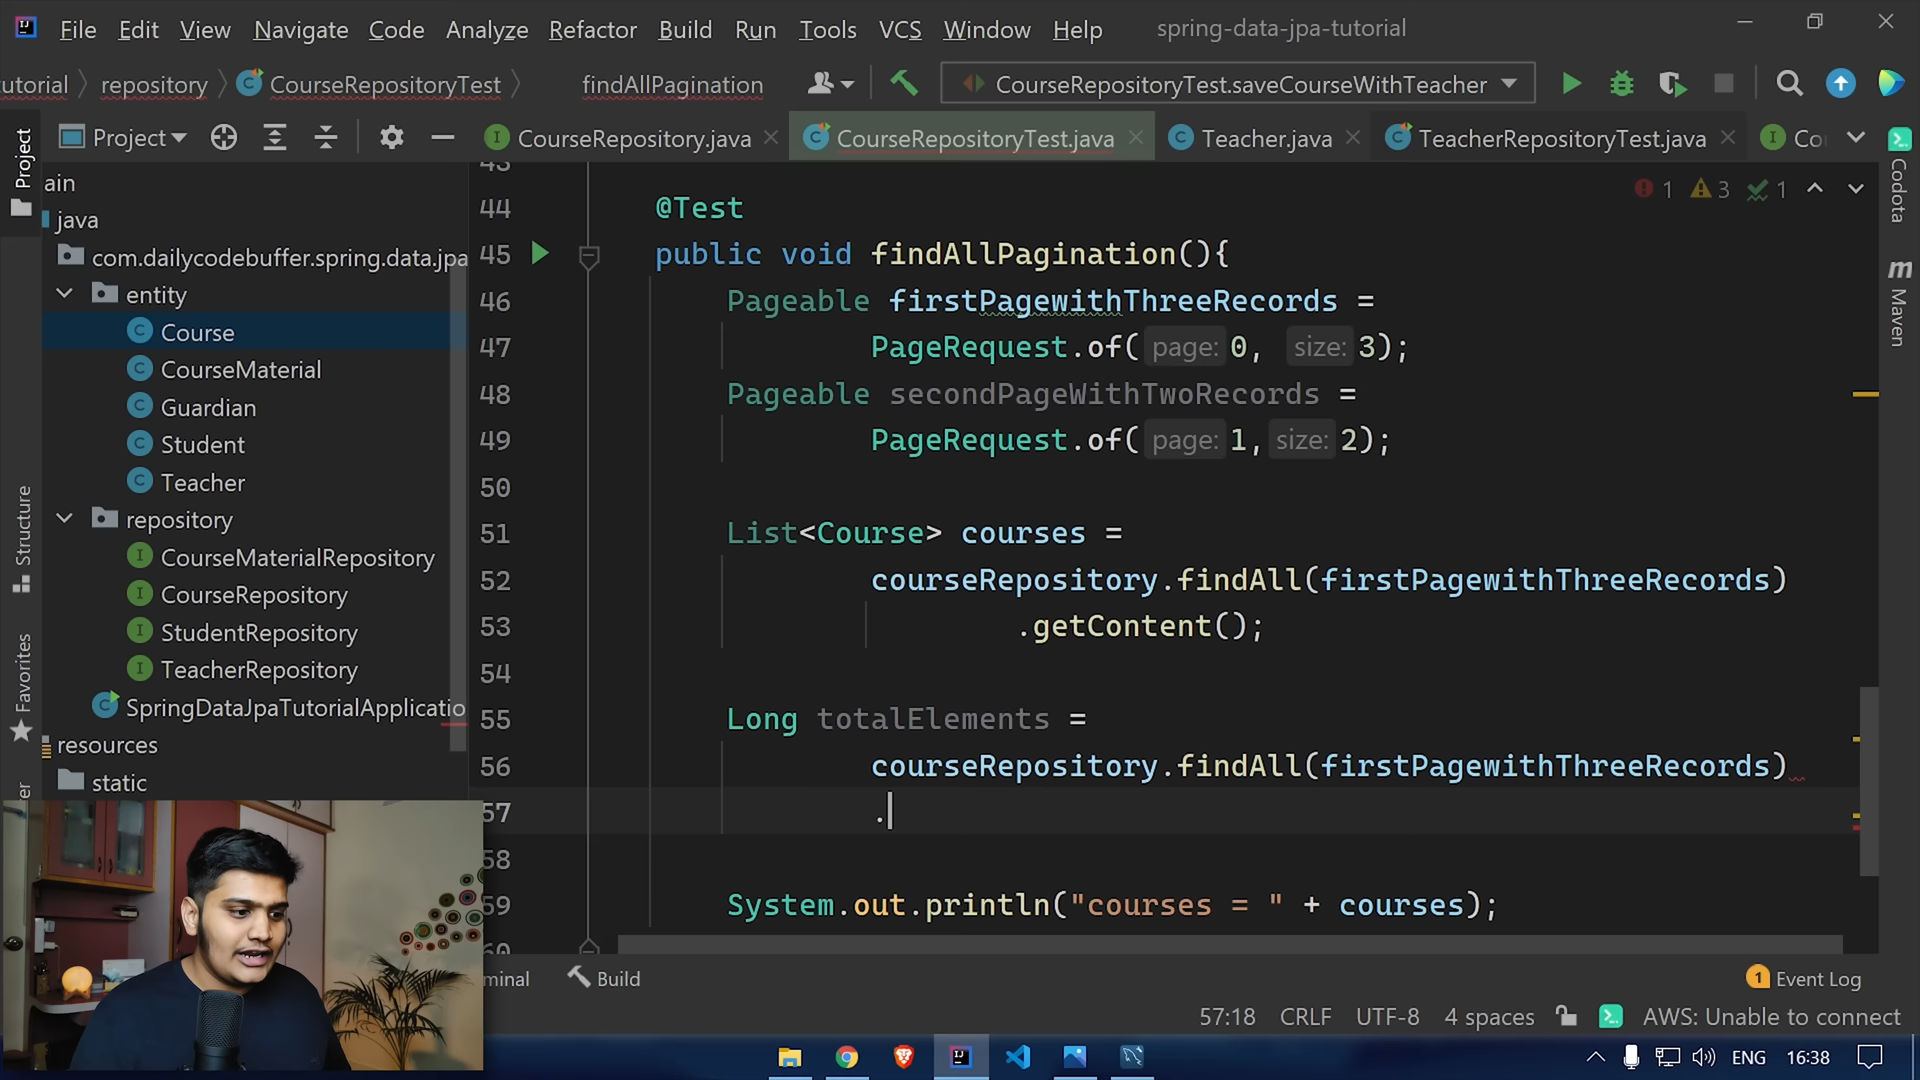 File Edit View Navigate Code Analyze Refactor Build Run Tools VCS Window Help spring-data-jpa-tutorial
utorial repository CourseRepositoryTest findAllPagination CourseRepositoryTest.saveCourseWithTeacher
Project CourseRepository.java CourseRepositoryTest.java Teacher.java TeacherRepositoryTest.java Co
Project
Structure
Favorites
ain
java
com.dailycodebuffer.spring.data.jpa
entity
Course
CourseMaterial
Guardian
Student
Teacher
repository
CourseMaterialRepository
CourseRepository
StudentRepository
TeacherRepository
SpringDataJpaTutorialApplicatio
resources
static
1 3 1
44 @Test
45 public void findAllPagination(){
46 Pageable firstPagewithThreeRecords =
47 PageRequest.of( page: 0, size: 3);
48 Pageable secondPageWithTwoRecords =
49 PageRequest.of( page: 1, size: 2);
50
51 List<Course> courses =
52 courseRepository.findAll(firstPagewithThreeRecords)
53 .getContent();
54
55 Long totalElements =
56 courseRepository.findAll(firstPagewithThreeRecords)
57 .
58
59 System.out.println("courses = " + courses);
Codota
Maven
minal Build 1 Event Log
57:18 CRLF UTF-8 4 spaces AWS: Unable to connect
ENG 16:38